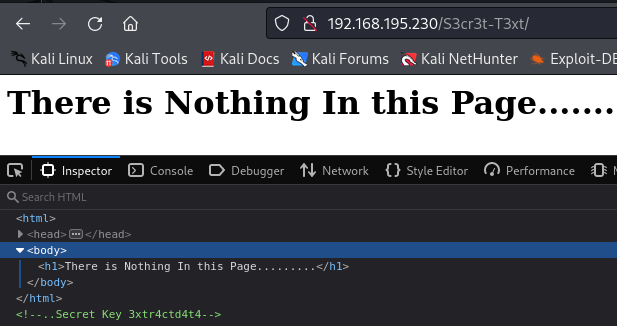 192.168.195.230/S3cr3t-T3xt/
Kali Linux Kali Tools Kali Docs Kali Forums Kali NetHunter Exploit-DB
There is Nothing In this Page.......
Inspector Console Debugger Network Style Editor Performance
Search HTML
<html>
<head> ... </head>
<body>
<h1>There is Nothing In this Page.........</h1>
</body>
</html>
<!--..Secret Key 3xtr4ctd4t4-->